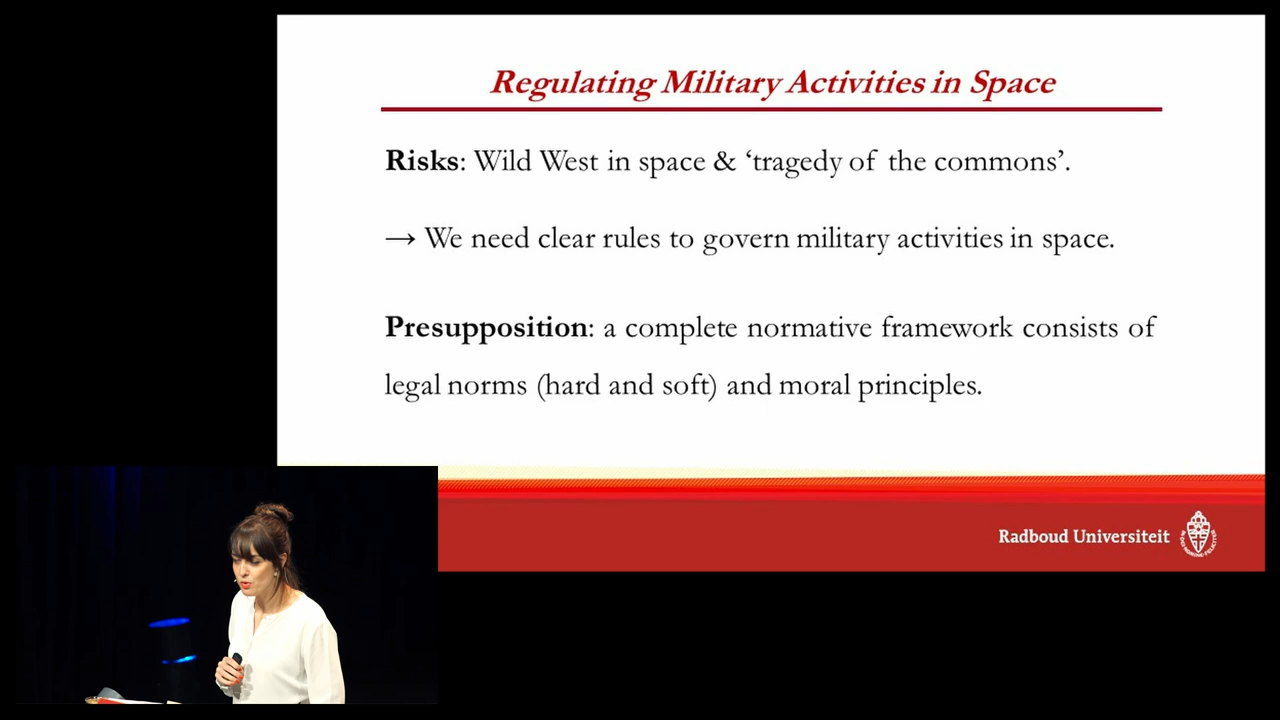 Regulating Military Activities in Space
Risks: Wild West in space & ‘tragedy of the commons’.
→ We need clear rules to govern military activities in space.
Presupposition: a complete normative framework consists of
legal norms (hard and soft) and moral principles.
Radboud Universiteit